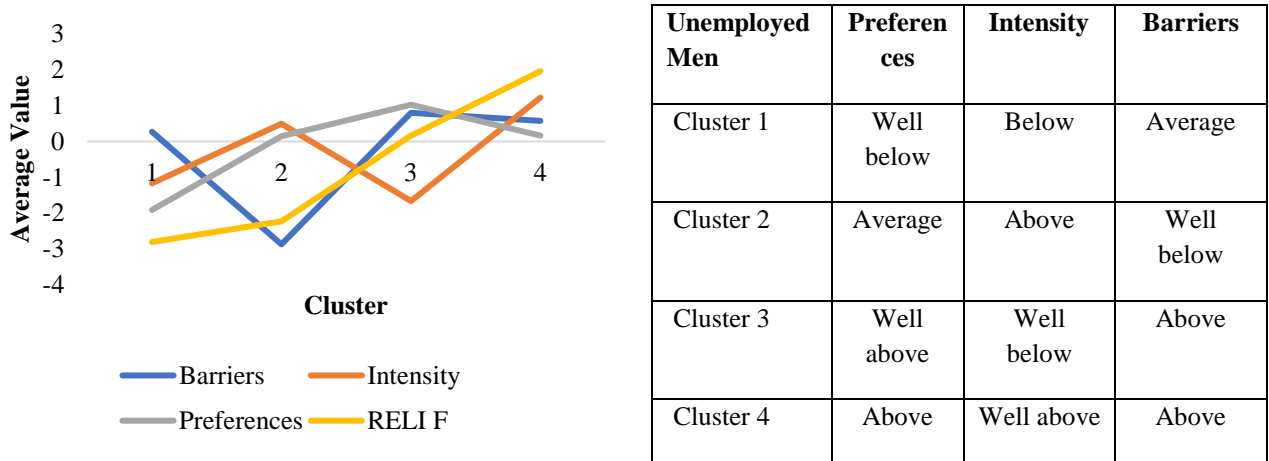 3
2
1
0
-1
-2
-3
-4
Average Value
1 2 3 4
Cluster
Barriers Intensity
Preferences RELI F
Unemployed Preferen Intensity Barriers
Men ces
Cluster 1 Well Below Average
below
Cluster 2 Average Above Well
below
Cluster 3 Well Well Above
above below
Cluster 4 Above Well above Above